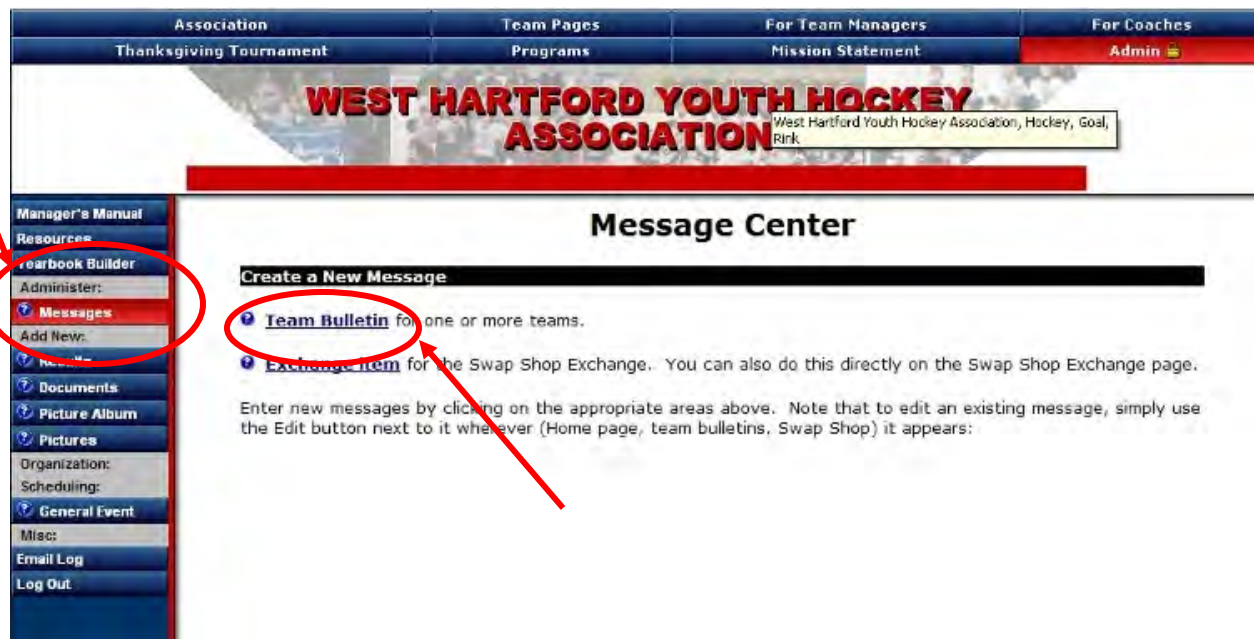 Association Team Pages For Team Managers For Coaches
Thanksgiving Tournament Programs Mission Statement Admin
WEST HARTFORD YOUTH HOCKEY
ASSOCIATION
West Hartford Youth Hockey Association, Hockey, Goal,
Rink
Manager's Manual
Resources
Yearbook Builder
Administer:
Messages
Add New:
Results
Documents
Picture Album
Pictures
Organization:
Scheduling:
General Event
Misc:
Email Log
Log Out
Message Center
Create a New Message
Team Bulletin for one or more teams.
Exchange Item for the Swap Shop Exchange. You can also do this directly on the Swap Shop Exchange page.
Enter new messages by clicking on the appropriate areas above. Note that to edit an existing message, simply use
the Edit button next to it wherever (Home page, team bulletins, Swap Shop) it appears: